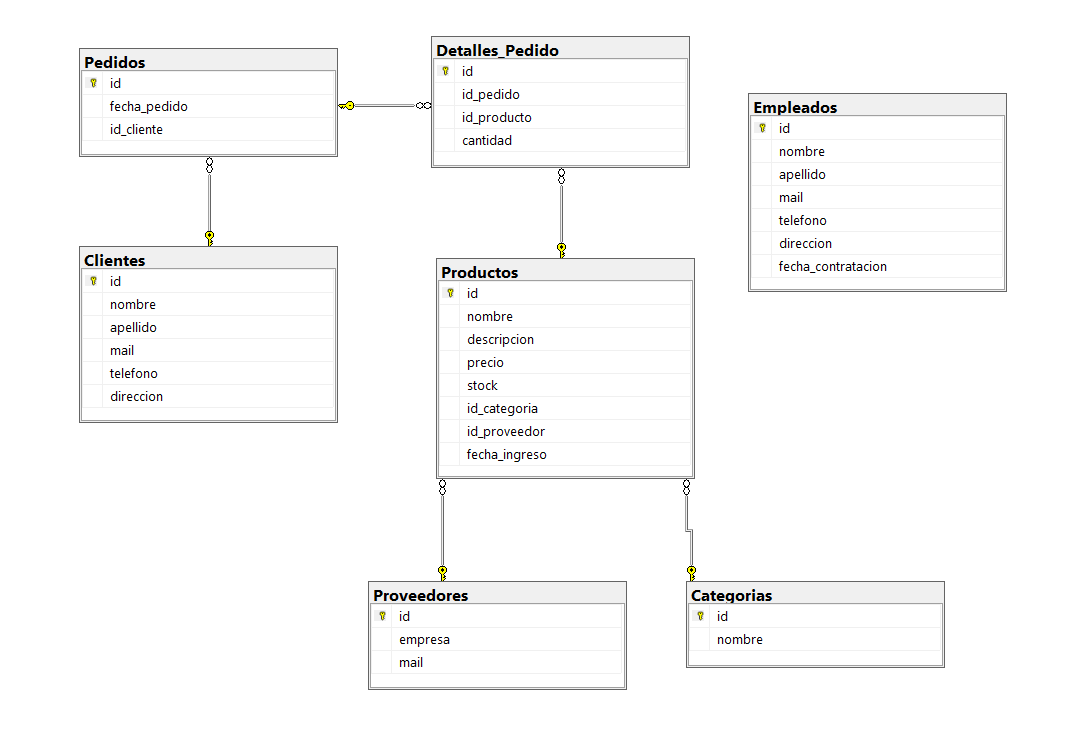 Pedidos
id
fecha_pedido
id_cliente
Detalles_Pedido
id
id_pedido
id_producto
cantidad
Empleados
id
nombre
apellido
mail
telefono
direccion
fecha_contratacion
Clientes
id
nombre
apellido
mail
telefono
direccion
Productos
id
nombre
descripcion
precio
stock
id_categoria
id_proveedor
fecha_ingreso
Proveedores
id
empresa
mail
Categorias
id
nombre